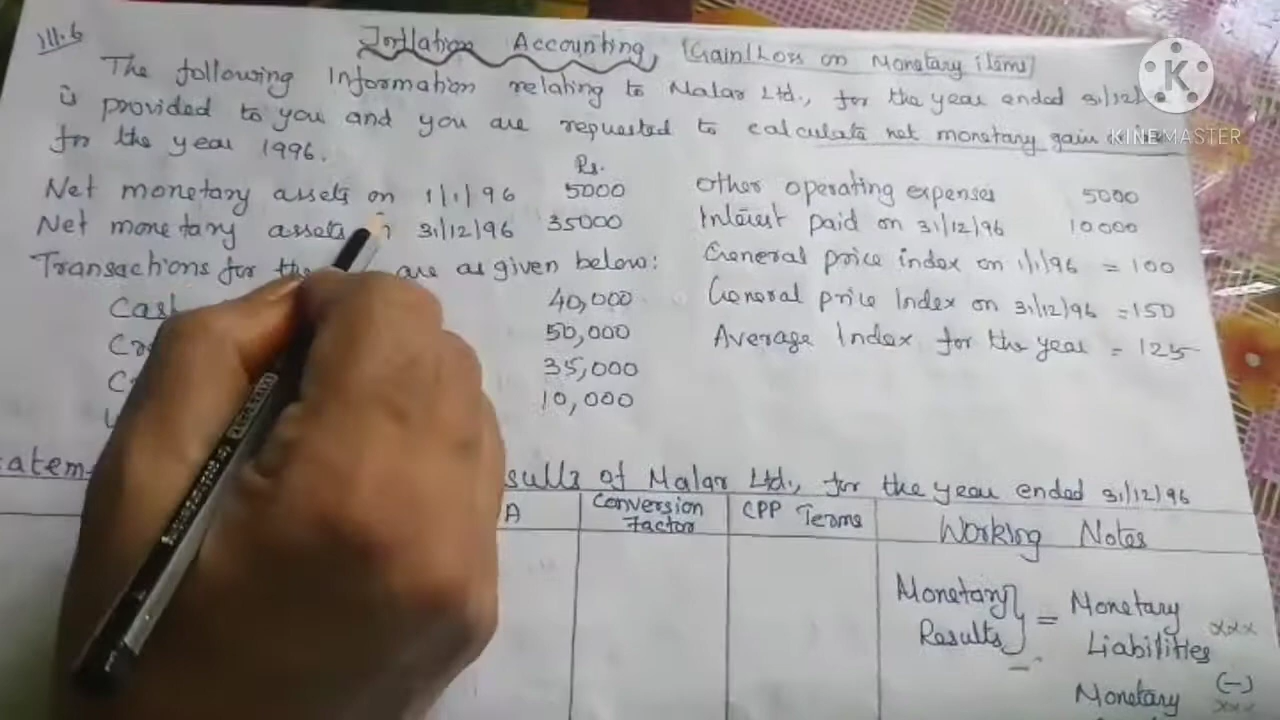 Ill.6
Inflation Accounting (Gain/Loss on Monetary items)
The following Information relating to Malar Ltd., for the year ended 31/12/
is provided to you and you are requested to calculate net monetary gain
for the year 1996.
Rs.
Net monetary assets on 1/1/96 5000
Net monetary assets 31/12/96 35000
Transactions for the are as given below:
Cash 40,000
50,000
35,000
10,000
Other operating expenses 5000
Interest paid on 31/12/96 10000
General price index on 1/1/96 = 100
General price Index on 31/12/96 = 150
Average Index for the year = 125
of Malar Ltd., for the year ended 31/12/96
A
Conversion Factor
CPP Terms
Working Notes
Monetary Results = Monetary Liabilities xxx
(-)
Monetary xxx
K
KINEMASTER